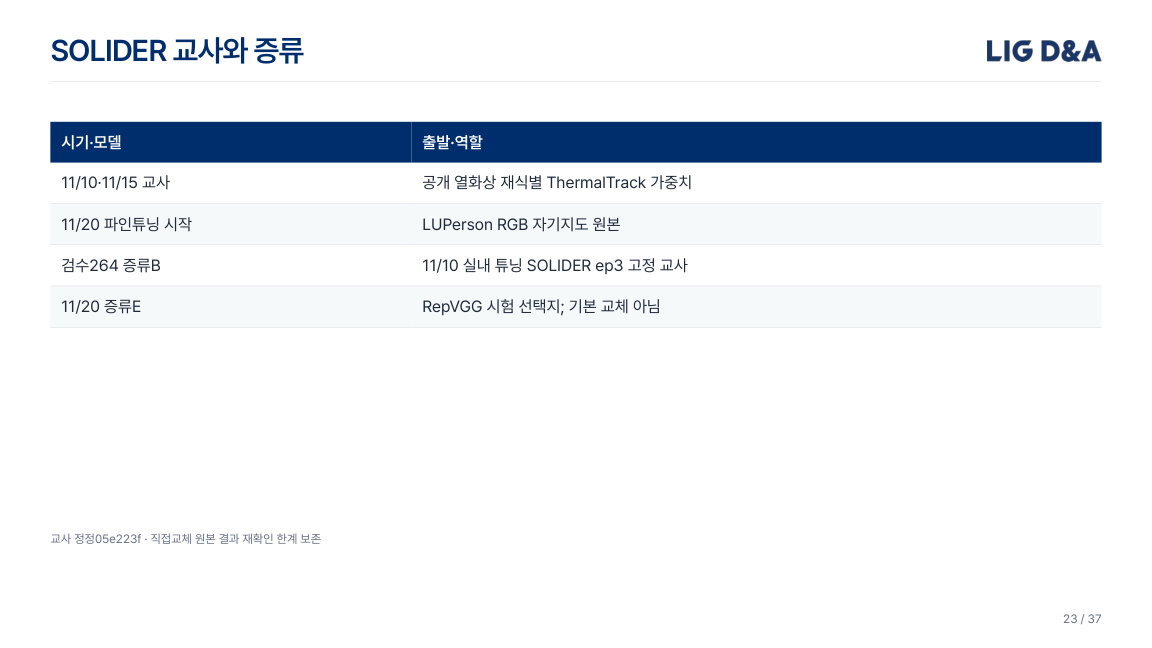 SOLIDER 교사와 증류
LIG D&A
시기·모델 출발·역할
11/10·11/15 교사 공개 열화상 재식별 ThermalTrack 가중치
11/20 파인튜닝 시작 LUPerson RGB 자기지도 원본
검수264 증류B 11/10 실내 튜닝 SOLIDER ep3 고정 교사
11/20 증류E RepVGG 시험 선택지; 기본 교체 아님
교사 정정05e223f · 직접교체 원본 결과 재확인 한계 보존
23 / 37